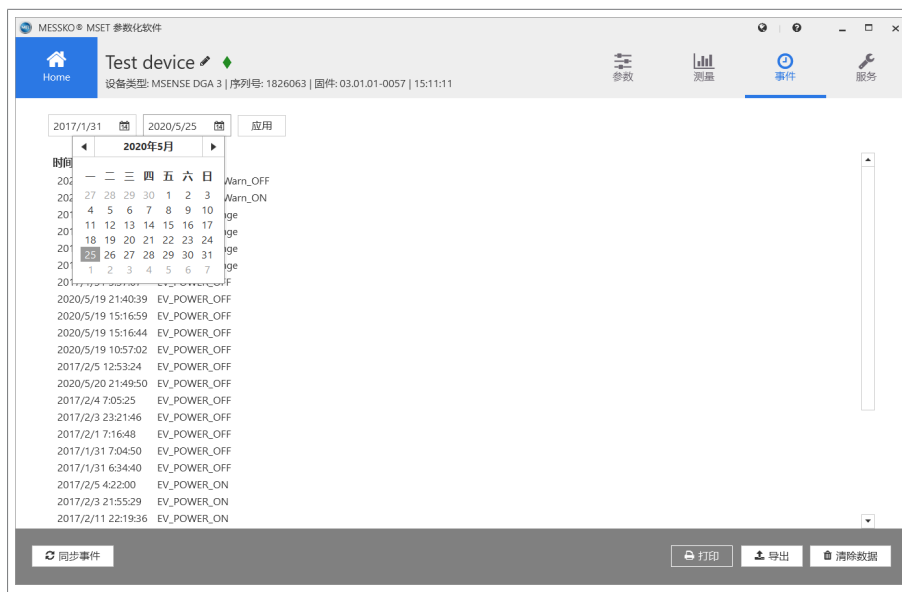 MESSKO® MSET 参数化软件
Home
Test device
设备类型: MSENSE DGA 3 | 序列号: 1826063 | 固件: 03.01.01-0057 | 15:11:11
参数
测量
事件
服务
2017/1/31
2020/5/25
应用
2020年5月
时间
一 二 三 四 五 六 日
27 28 29 30 1 2 3
4 5 6 7 8 9 10
11 12 13 14 15 16 17
18 19 20 21 22 23 24
25 26 27 28 29 30 31
1 2 3 4 5 6 7
Warn_OFF
Warn_ON
2020/5/19 21:40:39 EV_POWER_OFF
2020/5/19 15:16:59 EV_POWER_OFF
2020/5/19 15:16:44 EV_POWER_OFF
2020/5/19 10:57:02 EV_POWER_OFF
2017/2/5 12:53:24 EV_POWER_OFF
2020/5/20 21:49:50 EV_POWER_OFF
2017/2/4 7:05:25 EV_POWER_OFF
2017/2/3 23:21:46 EV_POWER_OFF
2017/2/1 7:16:48 EV_POWER_OFF
2017/1/31 7:04:50 EV_POWER_OFF
2017/1/31 6:34:40 EV_POWER_OFF
2017/2/5 4:22:00 EV_POWER_ON
2017/2/3 21:55:29 EV_POWER_ON
2017/2/11 22:19:36 EV_POWER_ON
同步事件
打印
导出
清除数据